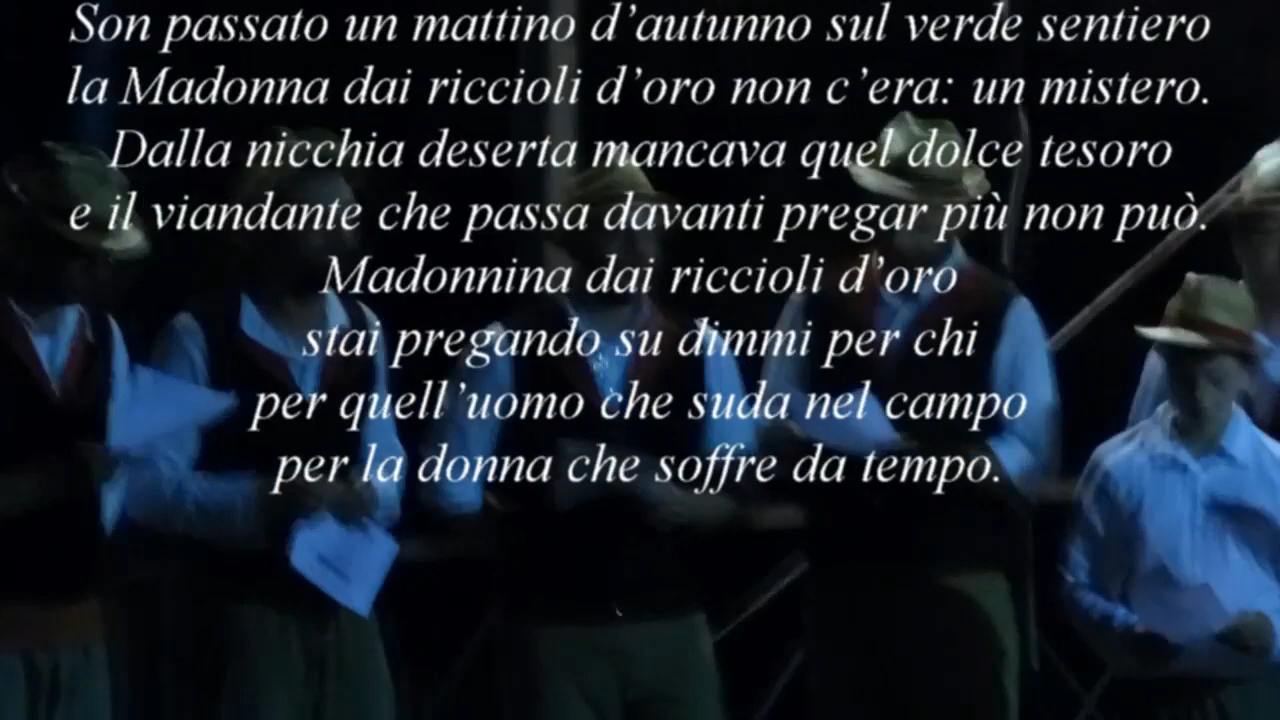 Son passato un mattino d’autunno sul verde sentiero
la Madonna dai riccioli d’oro non c’era: un mistero.
Dalla nicchia deserta mancava quel dolce tesoro
e il viandante che passa davanti pregar più non può.
Madonnina dai riccioli d’oro
stai pregando su dimmi per chi
per quell’uomo che suda nel campo
per la donna che soffre da tempo.